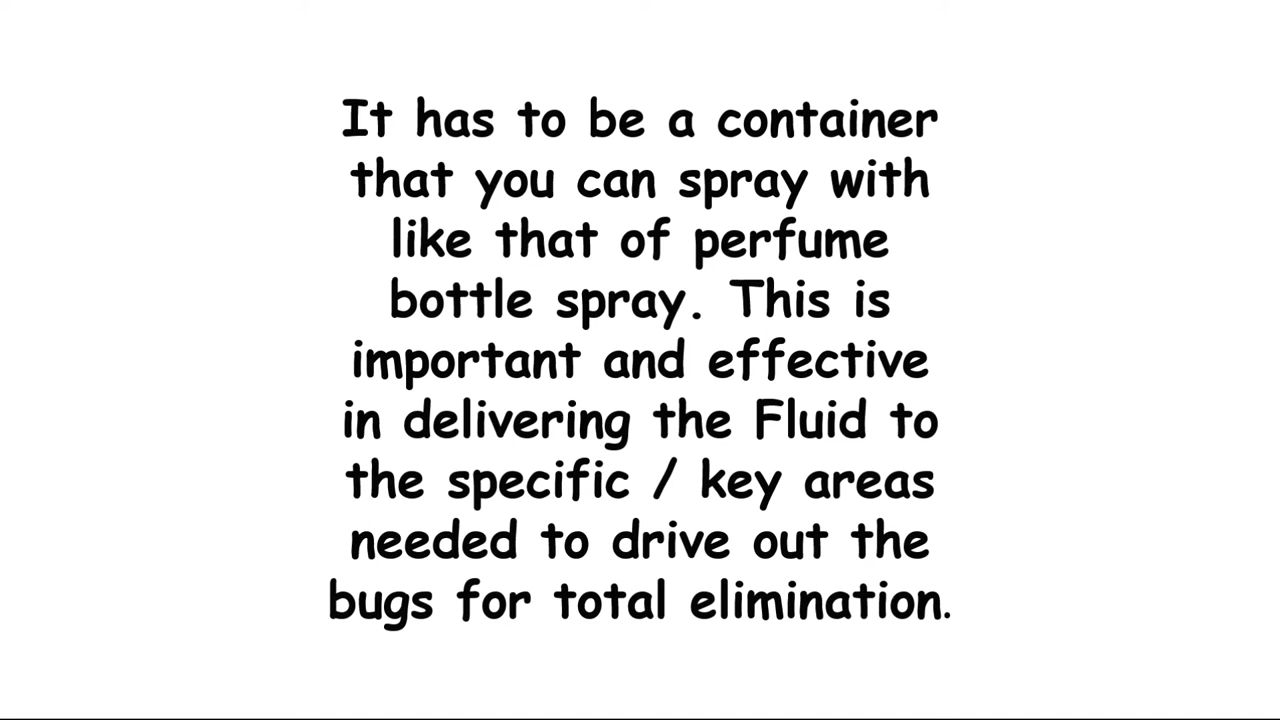 It has to be a container
that you can spray with
like that of perfume
bottle spray. This is
important and effective
in delivering the Fluid to
the specific / key areas
needed to drive out the
bugs for total elimination.